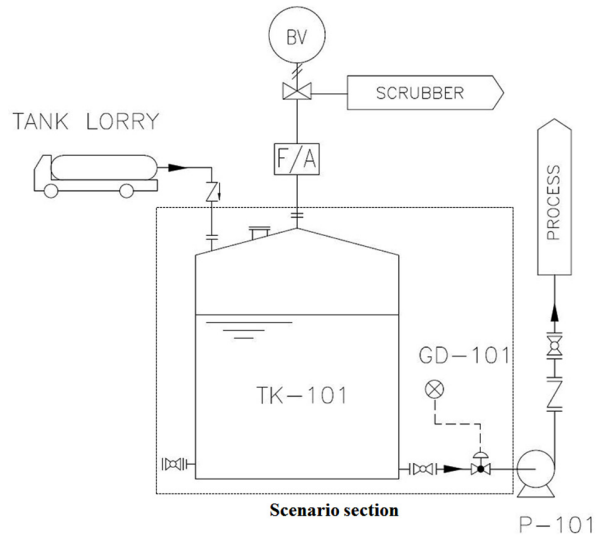 BV
SCRUBBER
TANK LORRY
F/A
PROCESS
GD-101
TK-101
Scenario section
P-101